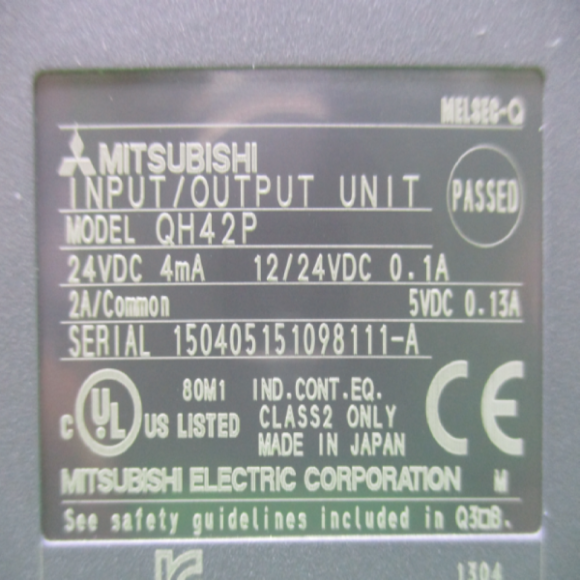 MELSEC-Q
MITSUBISHI
INPUT/OUTPUT UNIT
PASSED
MODEL QH42P
24VDC 4mA 12/24VDC 0.1A
2A/Common 5VDC 0.13A
SERIAL 150405151098111-A
C UL US LISTED 80M1 IND.CONT.EQ.
CLASS2 ONLY
MADE IN JAPAN
CE
MITSUBISHI ELECTRIC CORPORATION M
See safety guidelines included in Q3□B.
1304